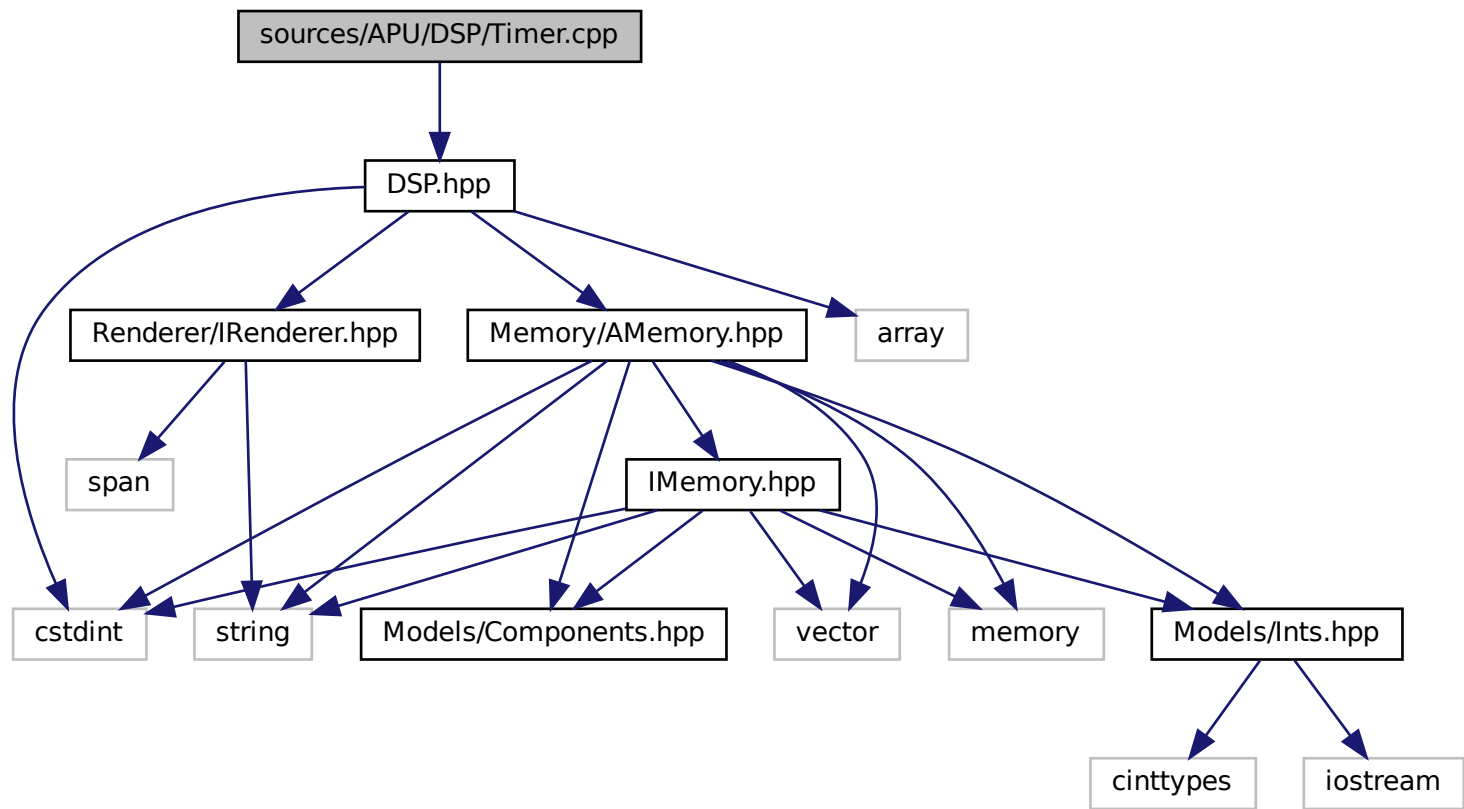 sources/APU/DSP/Timer.cpp
DSP.hpp
Renderer/IRenderer.hpp
Memory/AMemory.hpp
array
span
IMemory.hpp
cstdint
string
Models/Components.hpp
vector
memory
Models/Ints.hpp
cinttypes
iostream